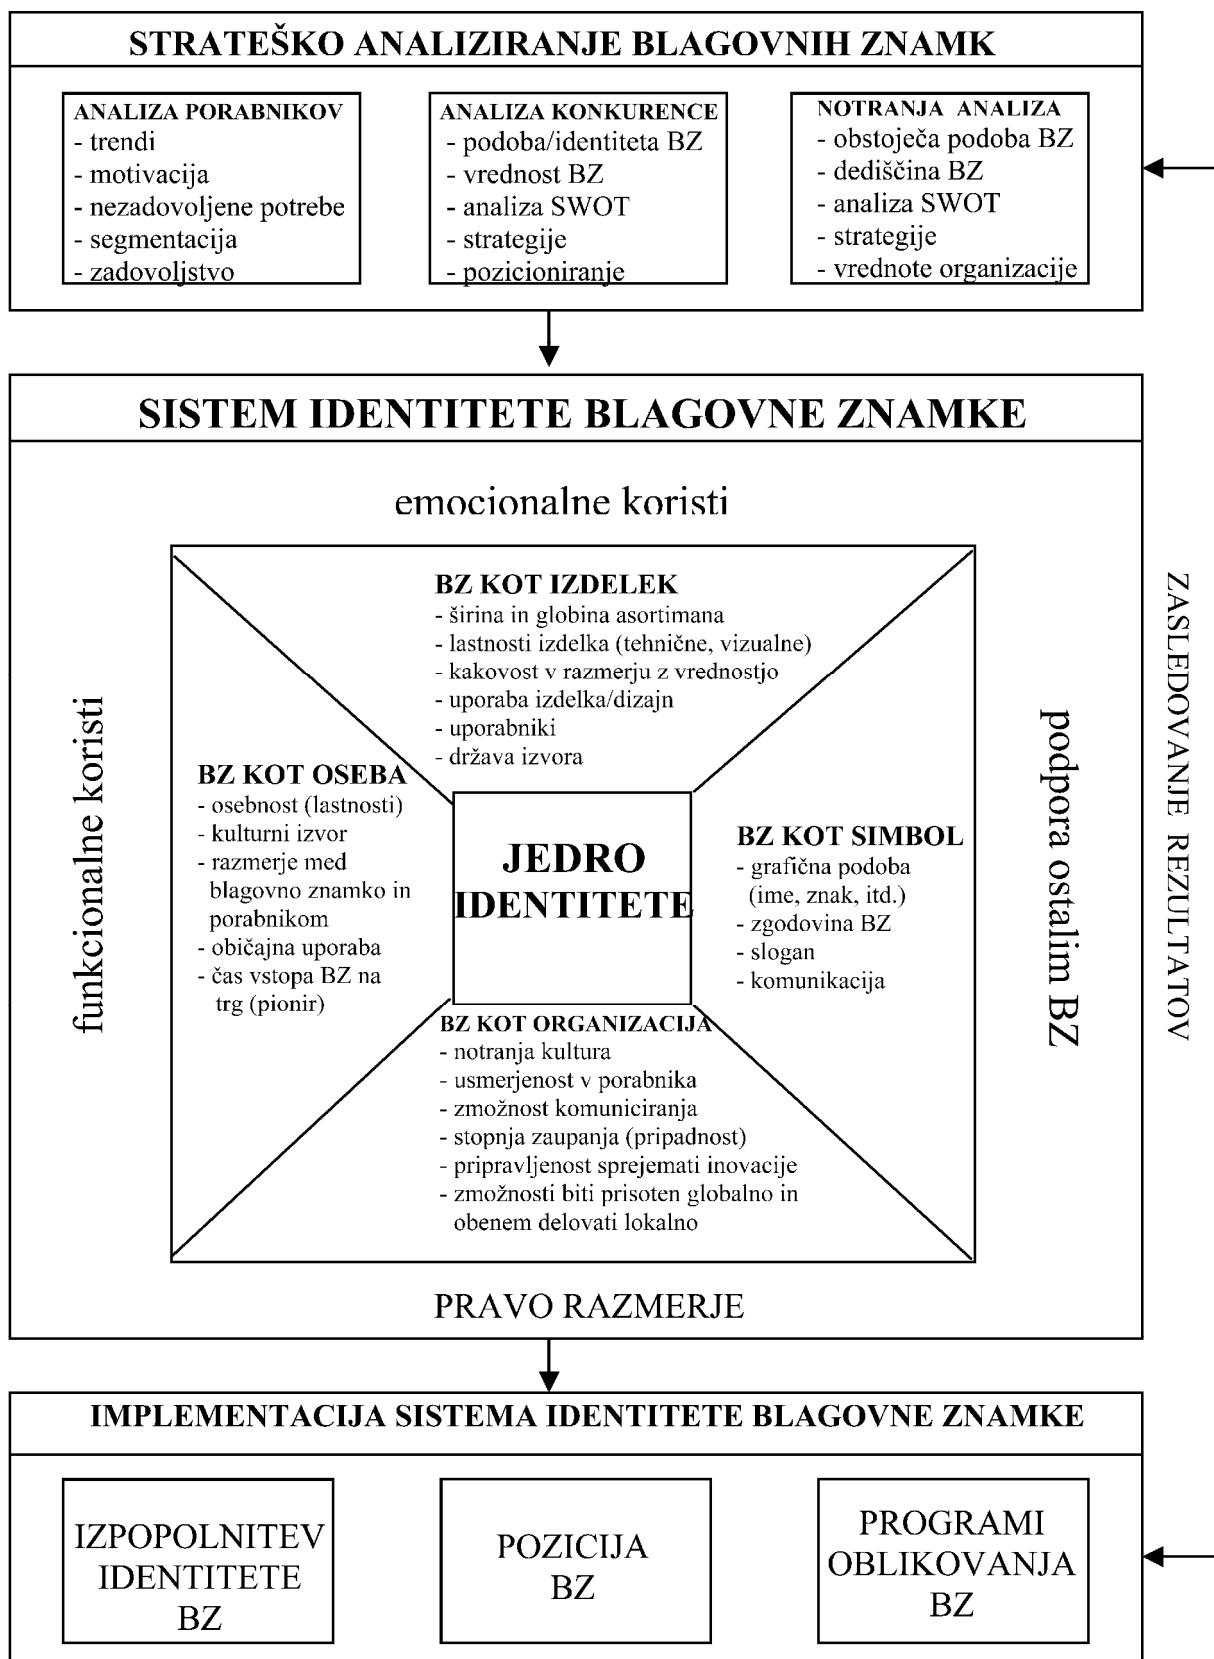 STRATEŠKO ANALIZIRANJE BLAGOVNIH ZNAMK
ANALIZA PORABNIKOV
- trendi
- motivacija
- nezadovoljene potrebe
- segmentacija
- zadovoljstvo
ANALIZA KONKURENCE
- podoba/identiteta BZ
- vrednost BZ
- analiza SWOT
- strategije
- pozicioniranje
NOTRANJA ANALIZA
- obstoječa podoba BZ
- dediščina BZ
- analiza SWOT
- strategije
- vrednote organizacije
SISTEM IDENTITETE BLAGOVNE ZNAMKE
emocionalne koristi
funkcionalne koristi
BZ KOT IZDELEK
- širina in globina asortimana
- lastnosti izdelka (tehnične, vizualne)
- kakovost v razmerju z vrednostjo
- uporaba izdelka/dizajn
- uporabniki
- država izvora
BZ KOT OSEBA
- osebnost (lastnosti)
- kulturni izvor
- razmerje med
blagovno znamko in
porabnikom
- običajna uporaba
- čas vstopa BZ na
trg (pionir)
JEDRO
IDENTITETE
BZ KOT SIMBOL
- grafična podoba
(ime, znak, itd.)
- zgodovina BZ
- slogan
- komunikacija
BZ KOT ORGANIZACIJA
- notranja kultura
- usmerjenost v porabnika
- zmožnost komuniciranja
- stopnja zaupanja (pripadnost)
- pripravljenost sprejemati inovacije
- zmožnosti biti prisoten globalno in
obenem delovati lokalno
podpora ostalim BZ
PRAVO RAZMERJE
ZASLEDOVANJE REZULTATOV
IMPLEMENTACIJA SISTEMA IDENTITETE BLAGOVNE ZNAMKE
IZPOPOLNITEV
IDENTITETE
BZ
POZICIJA
BZ
PROGRAMI
OBLIKOVANJA
BZ